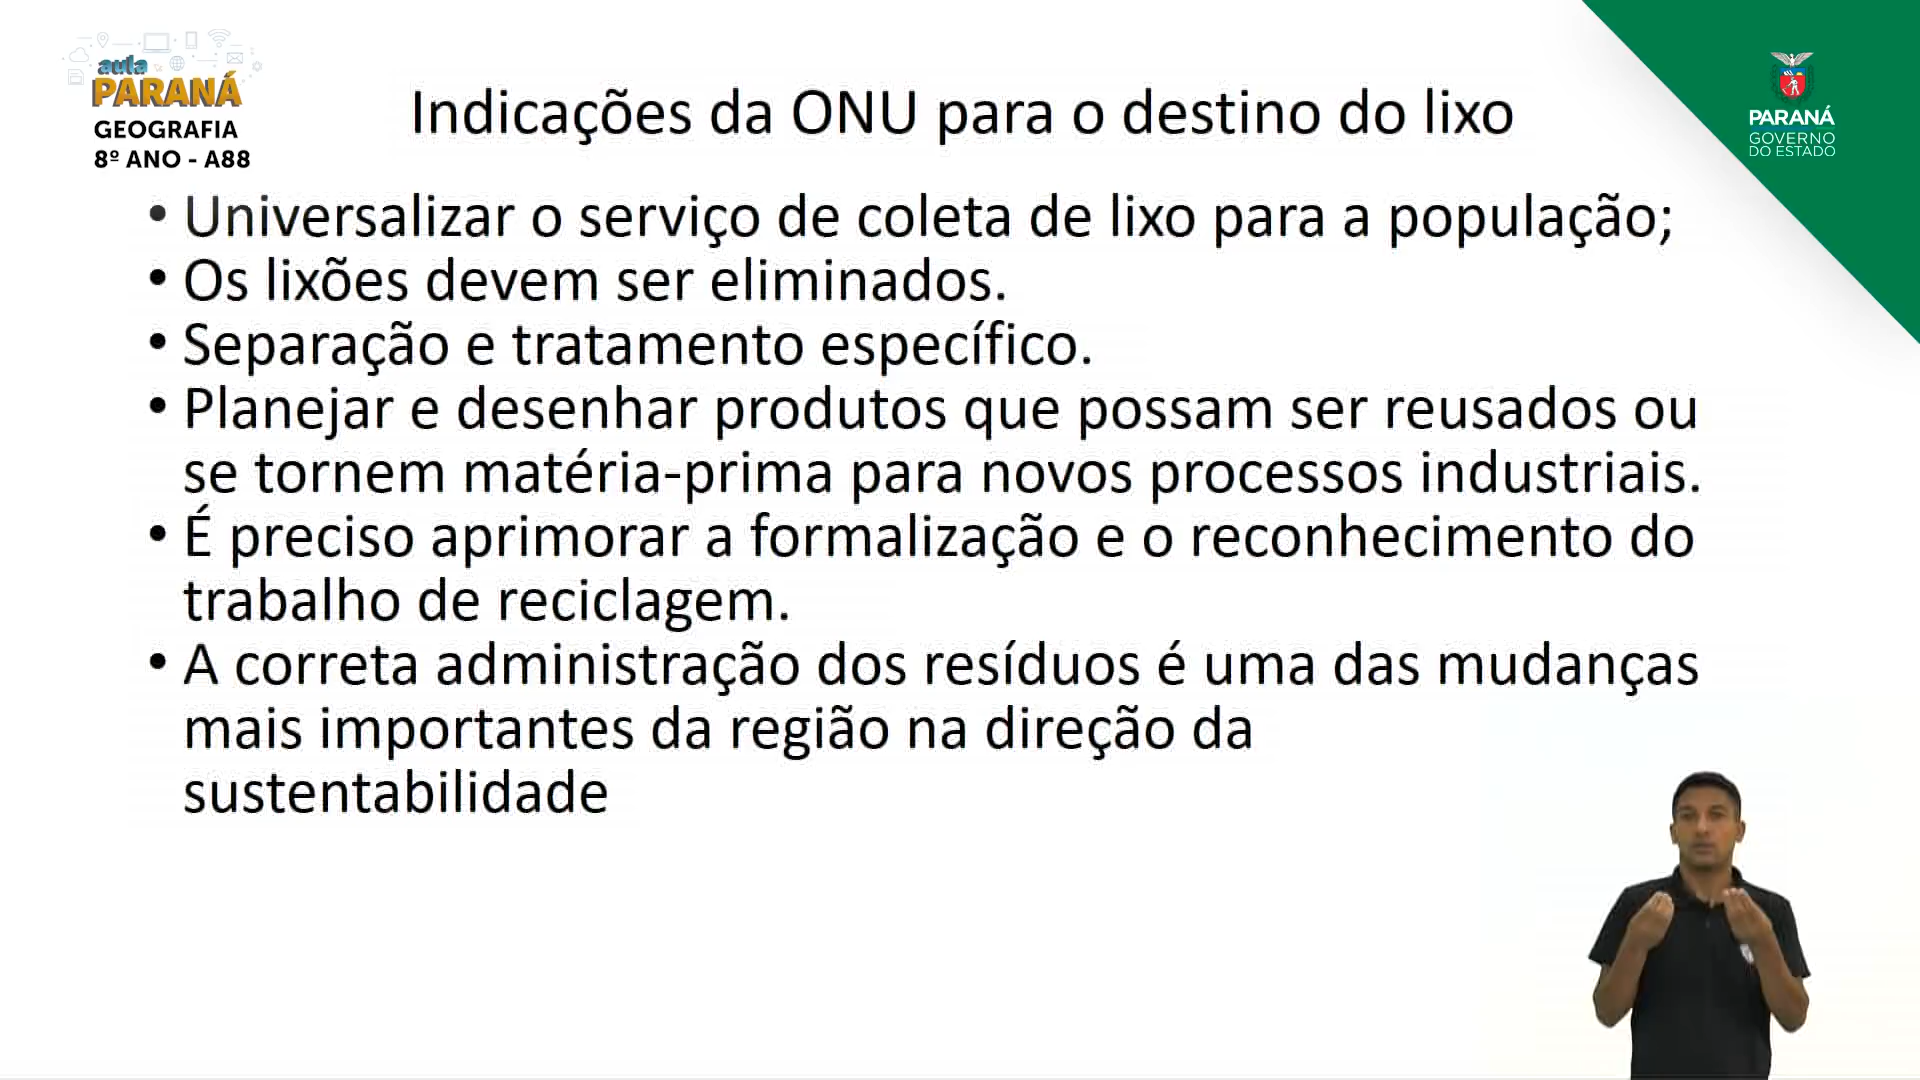 aula
PARANÁ
GEOGRAFIA
8º ANO - A88
PARANÁ
GOVERNO
DO ESTADO
Indicações da ONU para o destino do lixo
• Universalizar o serviço de coleta de lixo para a população;
• Os lixões devem ser eliminados.
• Separação e tratamento específico.
• Planejar e desenhar produtos que possam ser reusados ou
se tornem matéria-prima para novos processos industriais.
• É preciso aprimorar a formalização e o reconhecimento do
trabalho de reciclagem.
• A correta administração dos resíduos é uma das mudanças
mais importantes da região na direção da
sustentabilidade